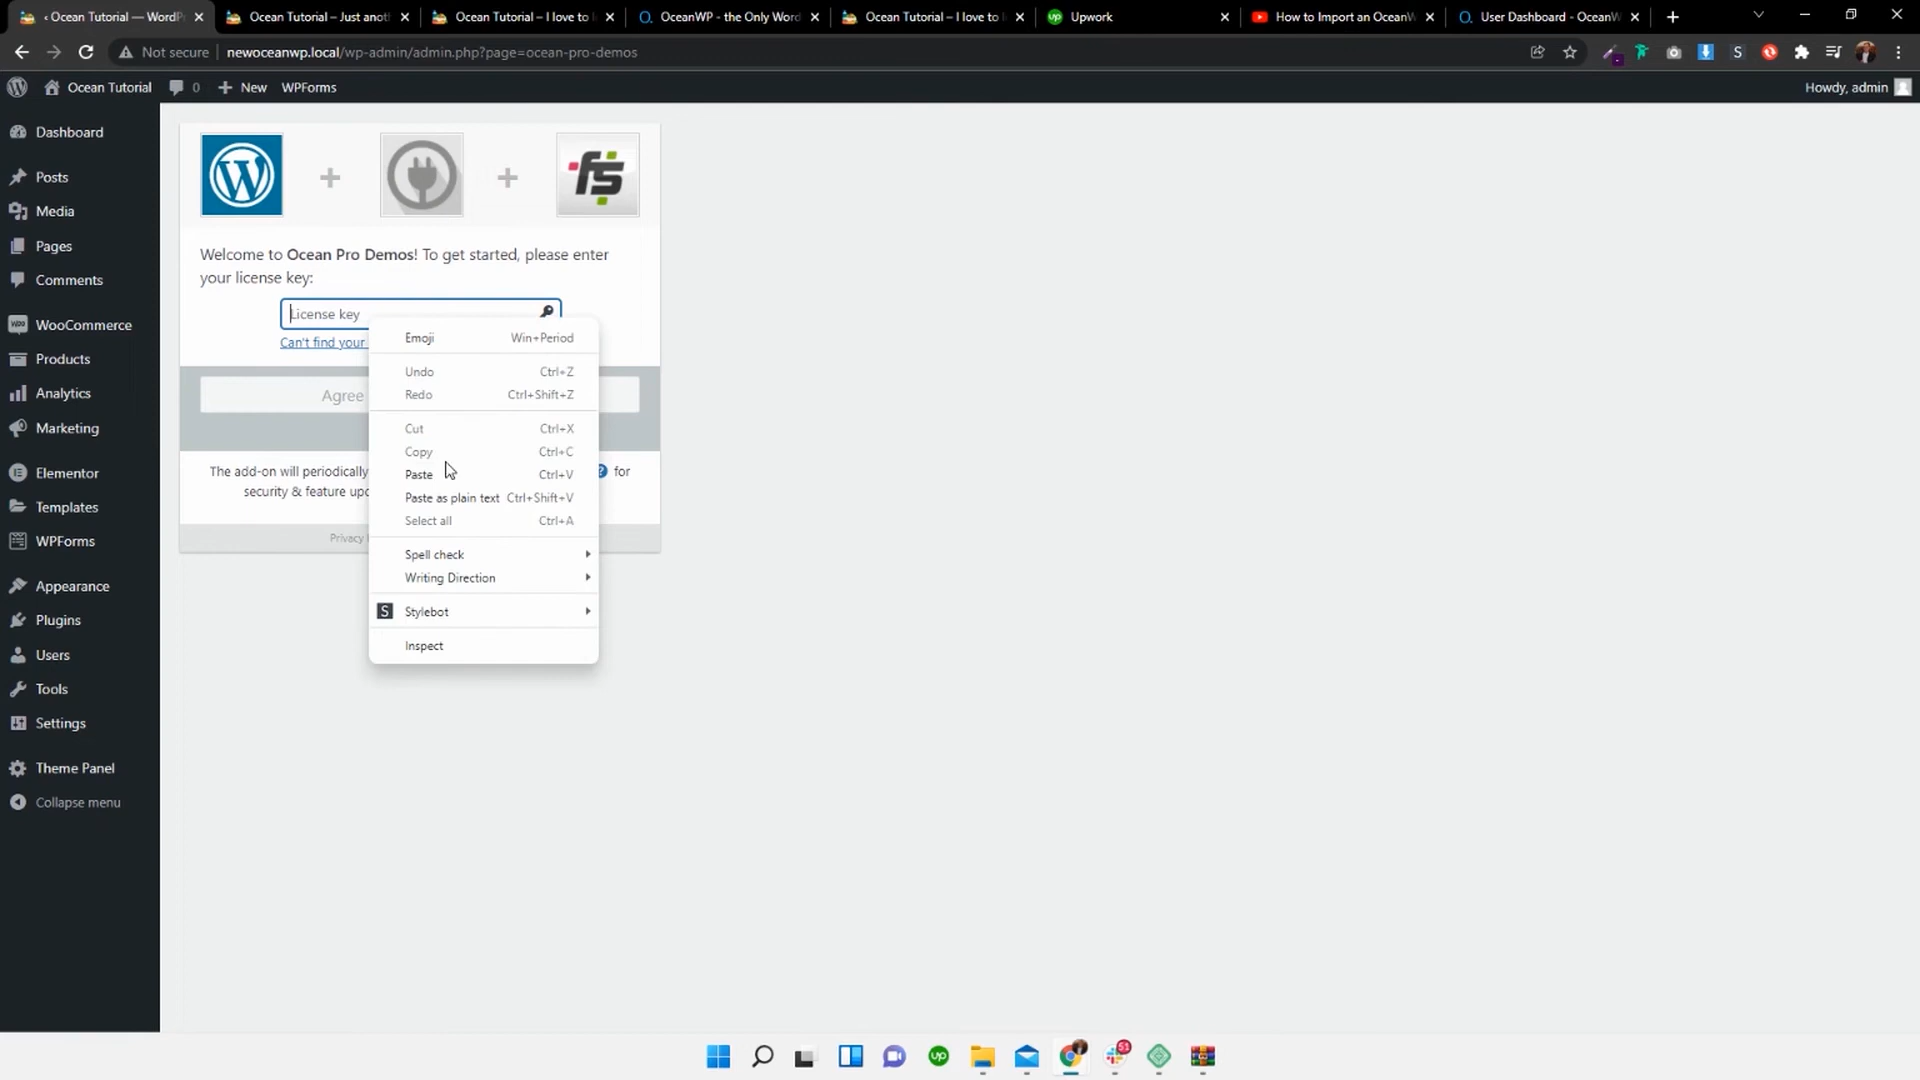 ‹ Ocean Tutorial — WordPr
Ocean Tutorial – Just anot
Ocean Tutorial – I love to l
OceanWP - the Only Word
Ocean Tutorial – I love to l
Upwork
How to Import an OceanW
User Dashboard - OceanW
Not secure
newoceanwp.local/wp-admin/admin.php?page=ocean-pro-demos
Ocean Tutorial
0
New
WPForms
Howdy, admin
Dashboard
Posts
Media
Pages
Comments
WooCommerce
Products
Analytics
Marketing
Elementor
Templates
WPForms
Appearance
Plugins
Users
Tools
Settings
Theme Panel
Collapse menu
Welcome to Ocean Pro Demos! To get started, please enter
your license key:
License key
Can't find your
Agree
The add-on will periodically
for
security & feature upd
Privacy
Emoji Win+Period
Undo Ctrl+Z
Redo Ctrl+Shift+Z
Cut Ctrl+X
Copy Ctrl+C
Paste Ctrl+V
Paste as plain text Ctrl+Shift+V
Select all Ctrl+A
Spell check
Writing Direction
S Stylebot
Inspect
51